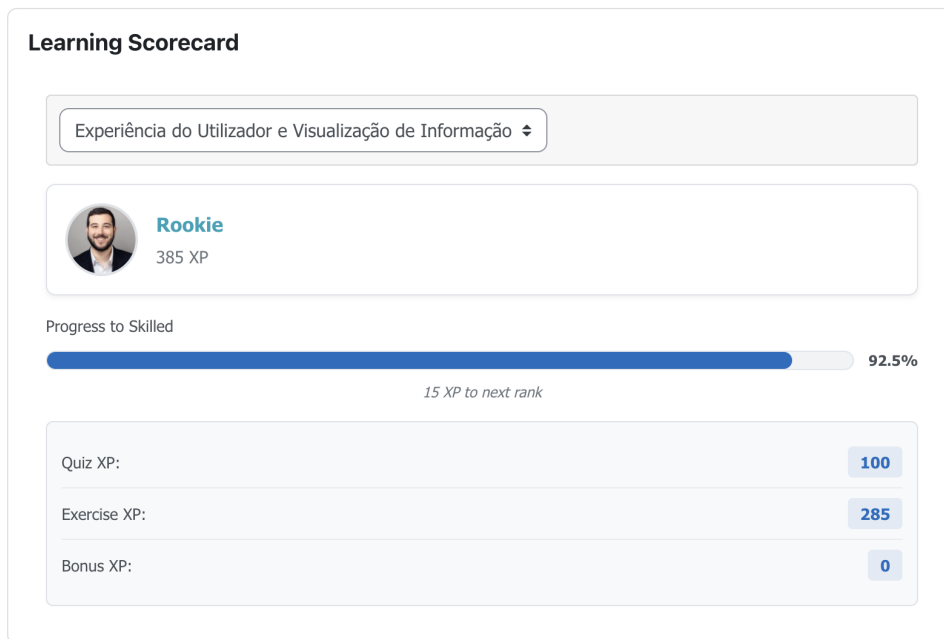 Learning Scorecard
Experiência do Utilizador e Visualização de Informação
Rookie
385 XP
Progress to Skilled
92.5%
15 XP to next rank
Quiz XP: 100
Exercise XP: 285
Bonus XP: 0